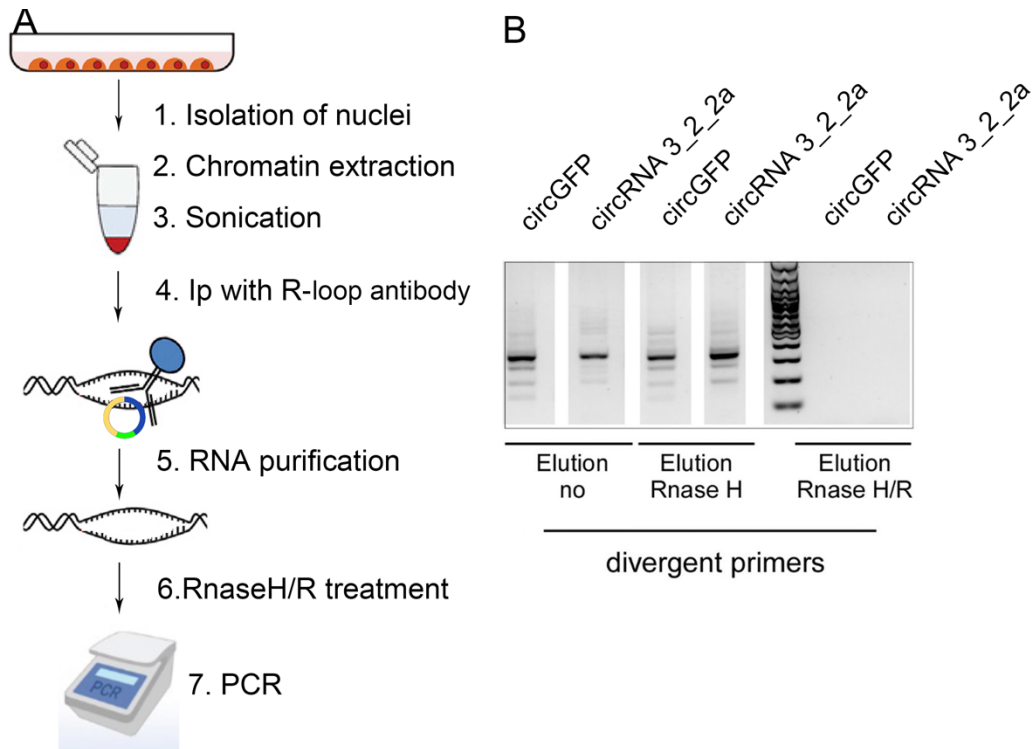 A
1. Isolation of nuclei
2. Chromatin extraction
3. Sonication
4. Ip with R-loop antibody
5. RNA purification
6.RnaseH/R treatment
PCR
7. PCR
B
circGFP
circRNA 3_2_2a
circGFP
circRNA 3_2_2a
circGFP
circRNA 3_2_2a
Elution
no
Elution
Rnase H
Elution
Rnase H/R
divergent primers